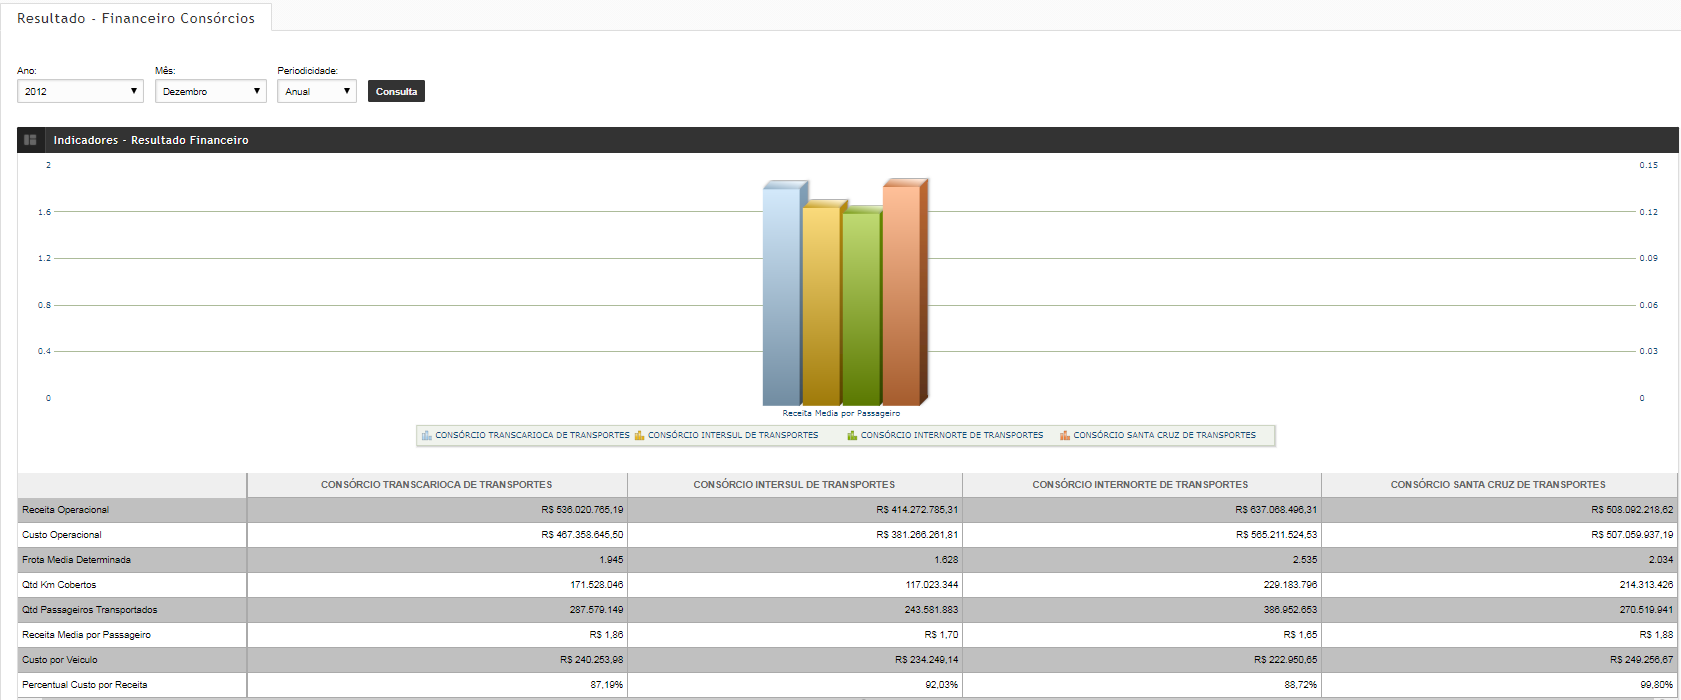 Resultado - Financeiro Consórcios
Ano: Mês: Periodicidade:
2012 Dezembro Anual Consulta
Indicadores - Resultado Financeiro
2 0.15
1.6 0.12
1.2 0.09
0.8 0.06
0.4 0.03
0 0
Receita Media por Passageiro
CONSÓRCIO TRANSCARIOCA DE TRANSPORTES CONSÓRCIO INTERSUL DE TRANSPORTES CONSÓRCIO INTERNORTE DE TRANSPORTES CONSÓRCIO SANTA CRUZ DE TRANSPORTES
CONSÓRCIO TRANSCARIOCA DE TRANSPORTES CONSÓRCIO INTERSUL DE TRANSPORTES CONSÓRCIO INTERNORTE DE TRANSPORTES CONSÓRCIO SANTA CRUZ DE TRANSPORTES
Receita Operacional R$ 536.020.765,19 R$ 414.272.785,31 R$ 637.068.496,31 R$ 508.092.218,62
Custo Operacional R$ 467.358.645,50 R$ 381.266.261,81 R$ 565.211.524,53 R$ 507.059.937,19
Frota Media Determinada 1.945 1.628 2.535 2.034
Qtd Km Cobertos 171.528.046 117.023.344 229.183.796 214.313.426
Qtd Passageiros Transportados 287.579.149 243.581.883 386.952.653 270.519.941
Receita Media por Passageiro R$ 1,86 R$ 1,70 R$ 1,65 R$ 1,88
Custo por Veiculo R$ 240.253,98 R$ 234.249,14 R$ 222.950,65 R$ 249.256,67
Percentual Custo por Receita 87,19% 92,03% 88,72% 99,80%